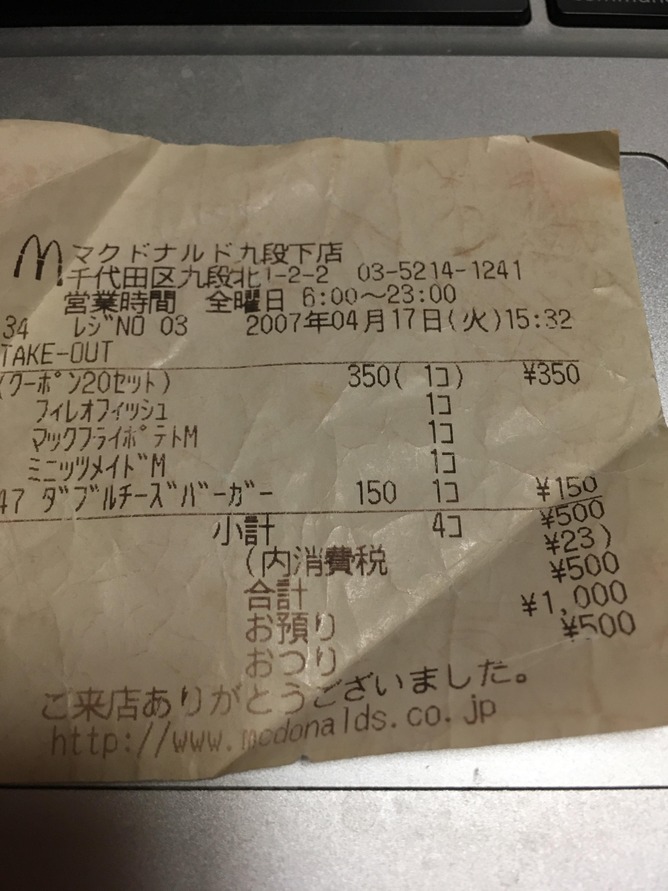 マクドナルド九段下店
千代田区九段北1-2-2 03-5214-1241
営業時間 全曜日 6:00～23:00
34 レジNO 03 2007年04月17日(火)15:32
TAKE-OUT
(クーポン20セット) 350( 1コ) ¥350
フィレオフィッシュ 1コ
マックフライポテトM 1コ
ミニッツメイドM 1コ
47 ダブルチーズバーガー 150 1コ ¥150
小計 4コ ¥500
(内消費税 ¥23)
合計 ¥500
お預り ¥1,000
おつり ¥500
ご来店ありがとうございました。
http://www.mcdonalds.co.jp